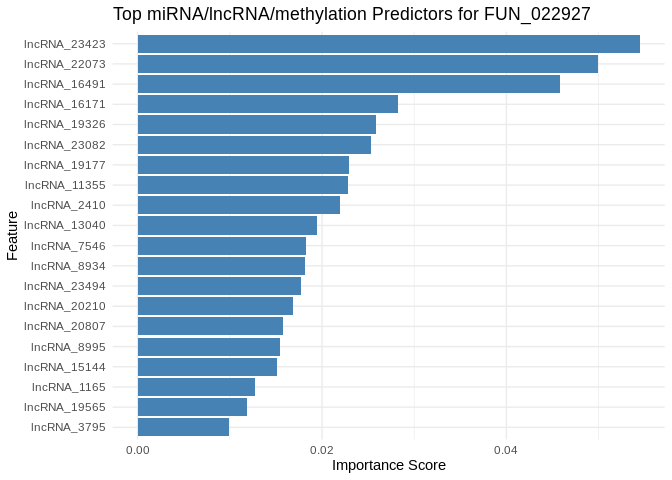 Top miRNA/lncRNA/methylation Predictors for FUN_022927
Feature
lncRNA_23423
lncRNA_22073
lncRNA_16491
lncRNA_16171
lncRNA_19326
lncRNA_23082
lncRNA_19177
lncRNA_11355
lncRNA_2410
lncRNA_13040
lncRNA_7546
lncRNA_8934
lncRNA_23494
lncRNA_20210
lncRNA_20807
lncRNA_8995
lncRNA_15144
lncRNA_1165
lncRNA_19565
lncRNA_3795
0.00 0.02 0.04
Importance Score